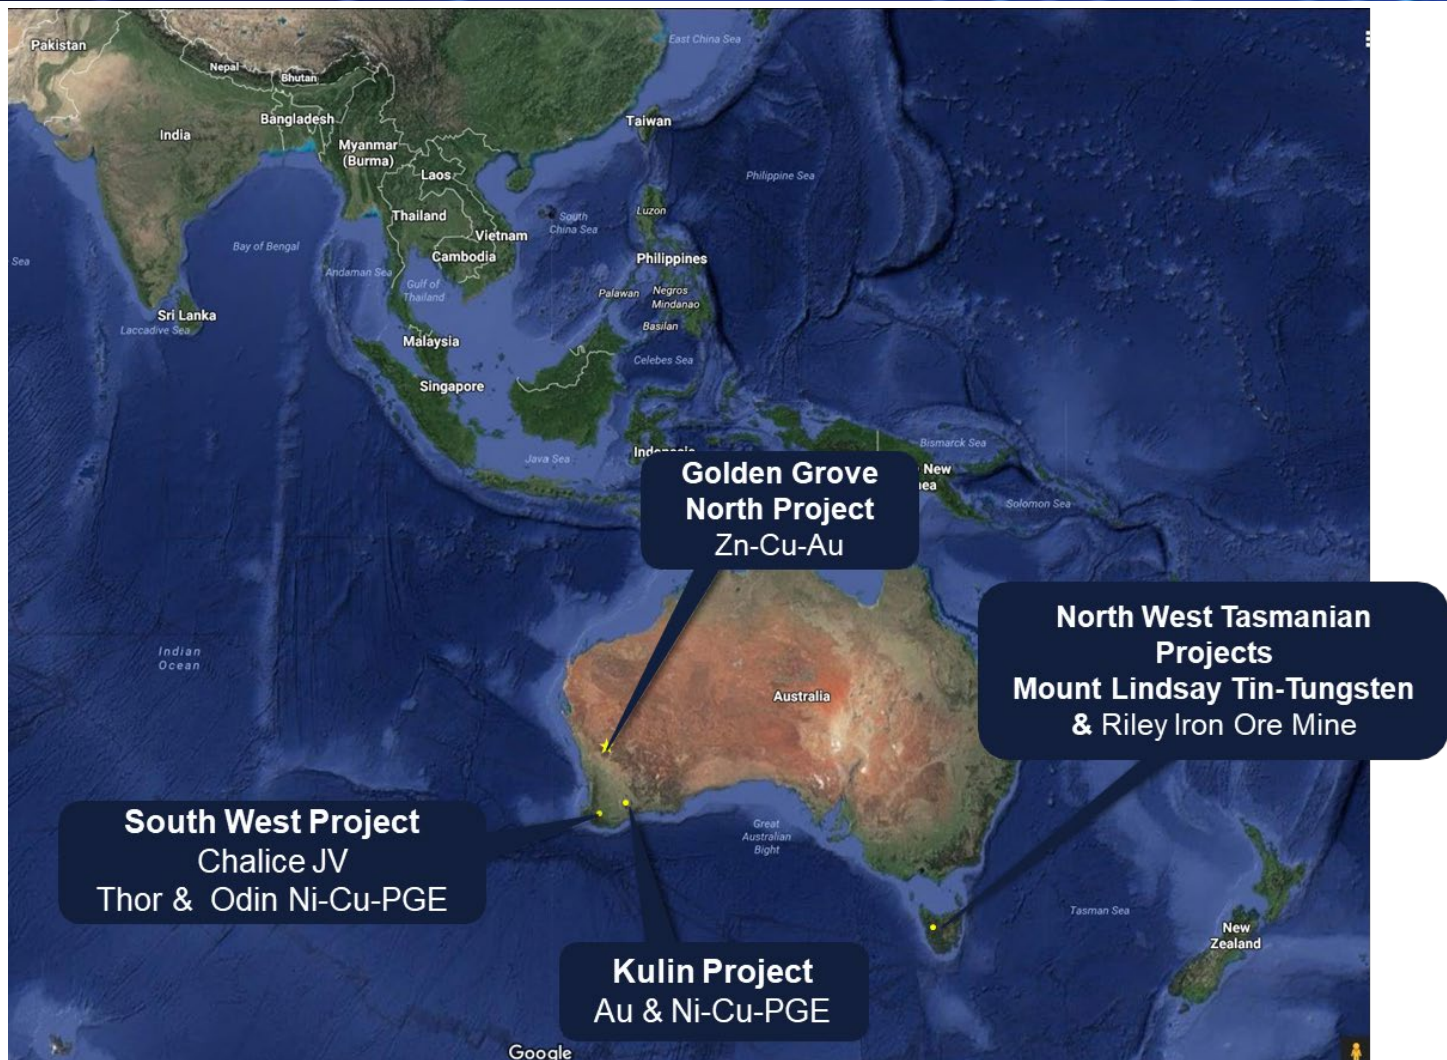 Pakistan
Nepal
Bhutan
East China Sea
Bangladesh
India
Taiwan
Myanmar
(Burma)
Laos
Philippine Sea
Luzon
Thailand
South
China Sea
Vietnam
Bay of Bengal
Cambodia
Philippines
Sea
Andaman Sea
Gulf of
Thailand
Palawan
Negros
Mindanao
Sri Lanka
Laccadive Sea
Basilan
Malaysia
Celebes Sea
Singapore
Bismarck Sea
Java Sea
New
Solomon Sea
Golden Grove
North Project
Zn-Cu-Au
North West Tasmanian
Projects
Mount Lindsay Tin-Tungsten
& Riley Iron Ore Mine
Indian
Ocean
Australia
South West Project
Chalice JV
Thor & Odin Ni-Cu-PGE
Great
Australian
Bight
Tasman Sea
New
Zealand
Kulin Project
Au & Ni-Cu-PGE
Google